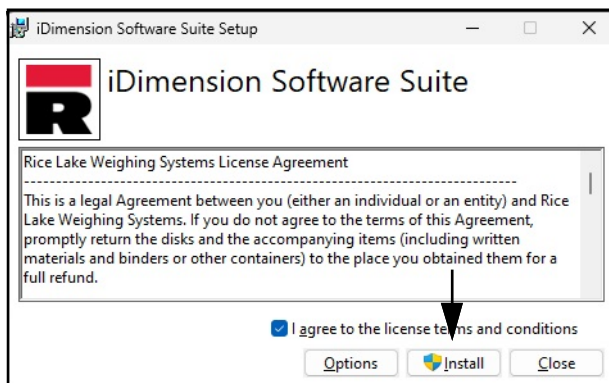 iDimension Software Suite Setup
R
iDimension Software Suite
Rice Lake Weighing Systems License Agreement
--------------------------------------------------------------------------------
This is a legal Agreement between you (either an individual or an entity) and Rice
Lake Weighing Systems. If you do not agree to the terms of this Agreement,
promptly return the disks and the accompanying items (including written
materials and binders or other containers) to the place you obtained them for a
full refund.
I agree to the license terms and conditions
Options Install Close